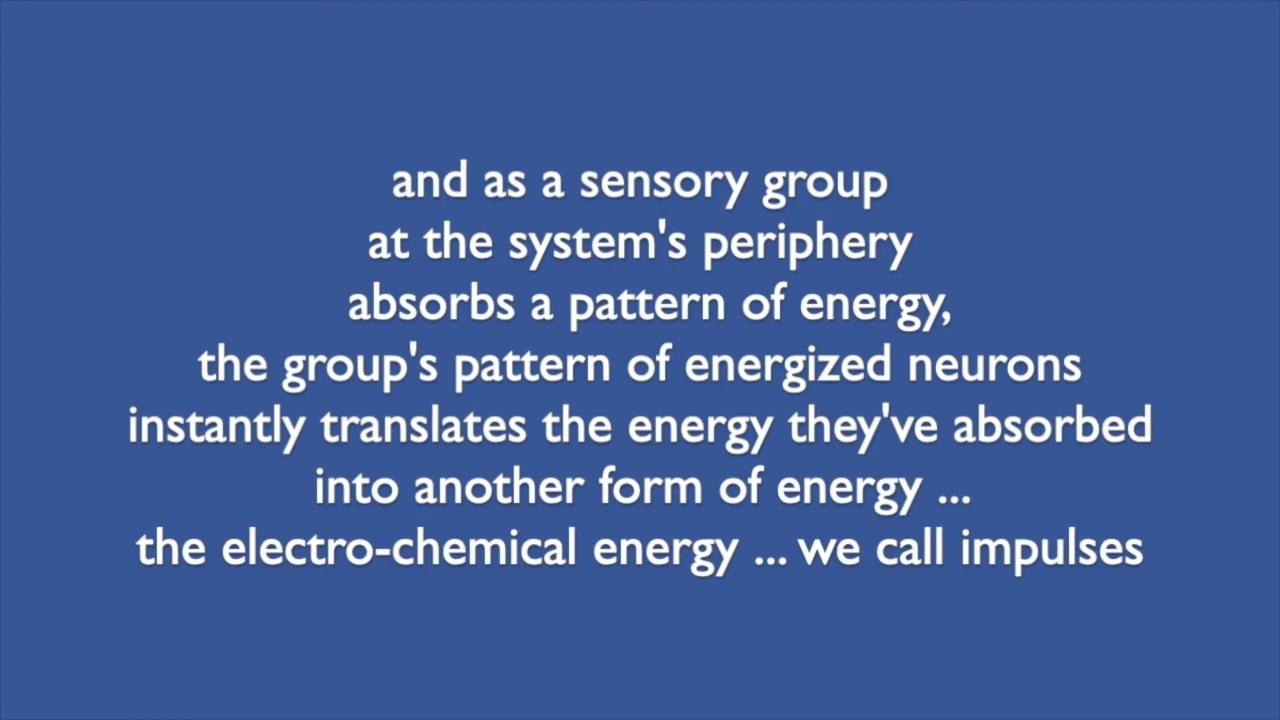 and as a sensory group
at the system's periphery
absorbs a pattern of energy,
the group's pattern of energized neurons
instantly translates the energy they've absorbed
into another form of energy ...
the electro-chemical energy ... we call impulses